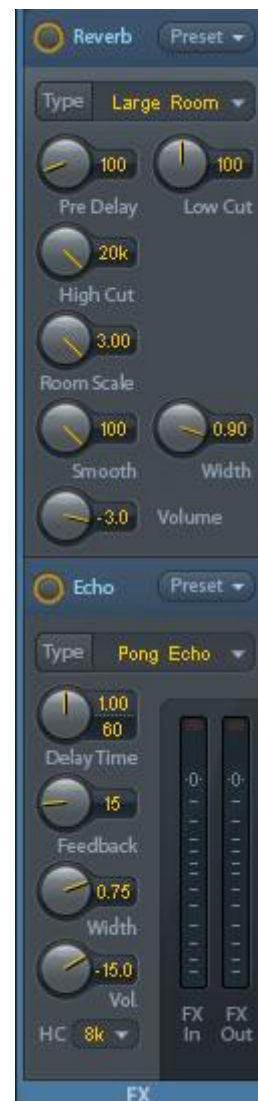 Reverb Preset
Type Large Room
100 100
Pre Delay Low Cut
20k
High Cut
3.00
Room Scale
100 0.90
Smooth Width
-3.0 Volume
Echo Preset
Type Pong Echo
1.00
60
Delay Time
-0- -0-
15
Feedback
0.75
Width
-15.0
Vol.
FX FX
HC 8k In Out
FX